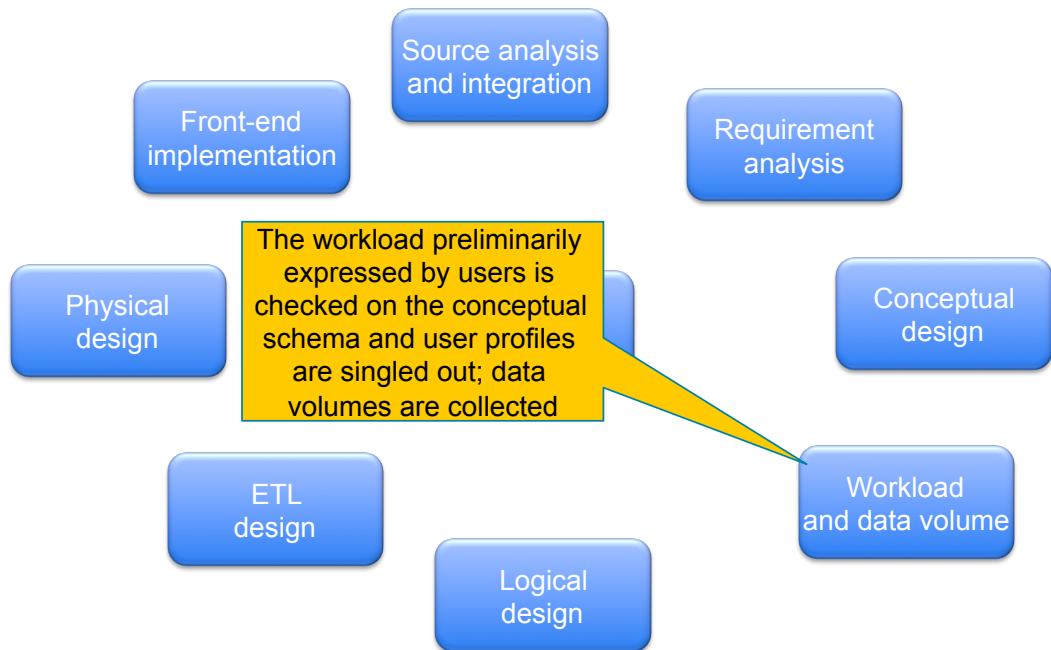 Source analysis
and integration
Front-end
implementation
Requirement
analysis
The workload preliminarily
expressed by users is
checked on the conceptual
schema and user profiles
are singled out; data
volumes are collected
Physical
design
Conceptual
design
ETL
design
Workload
and data volume
Logical
design